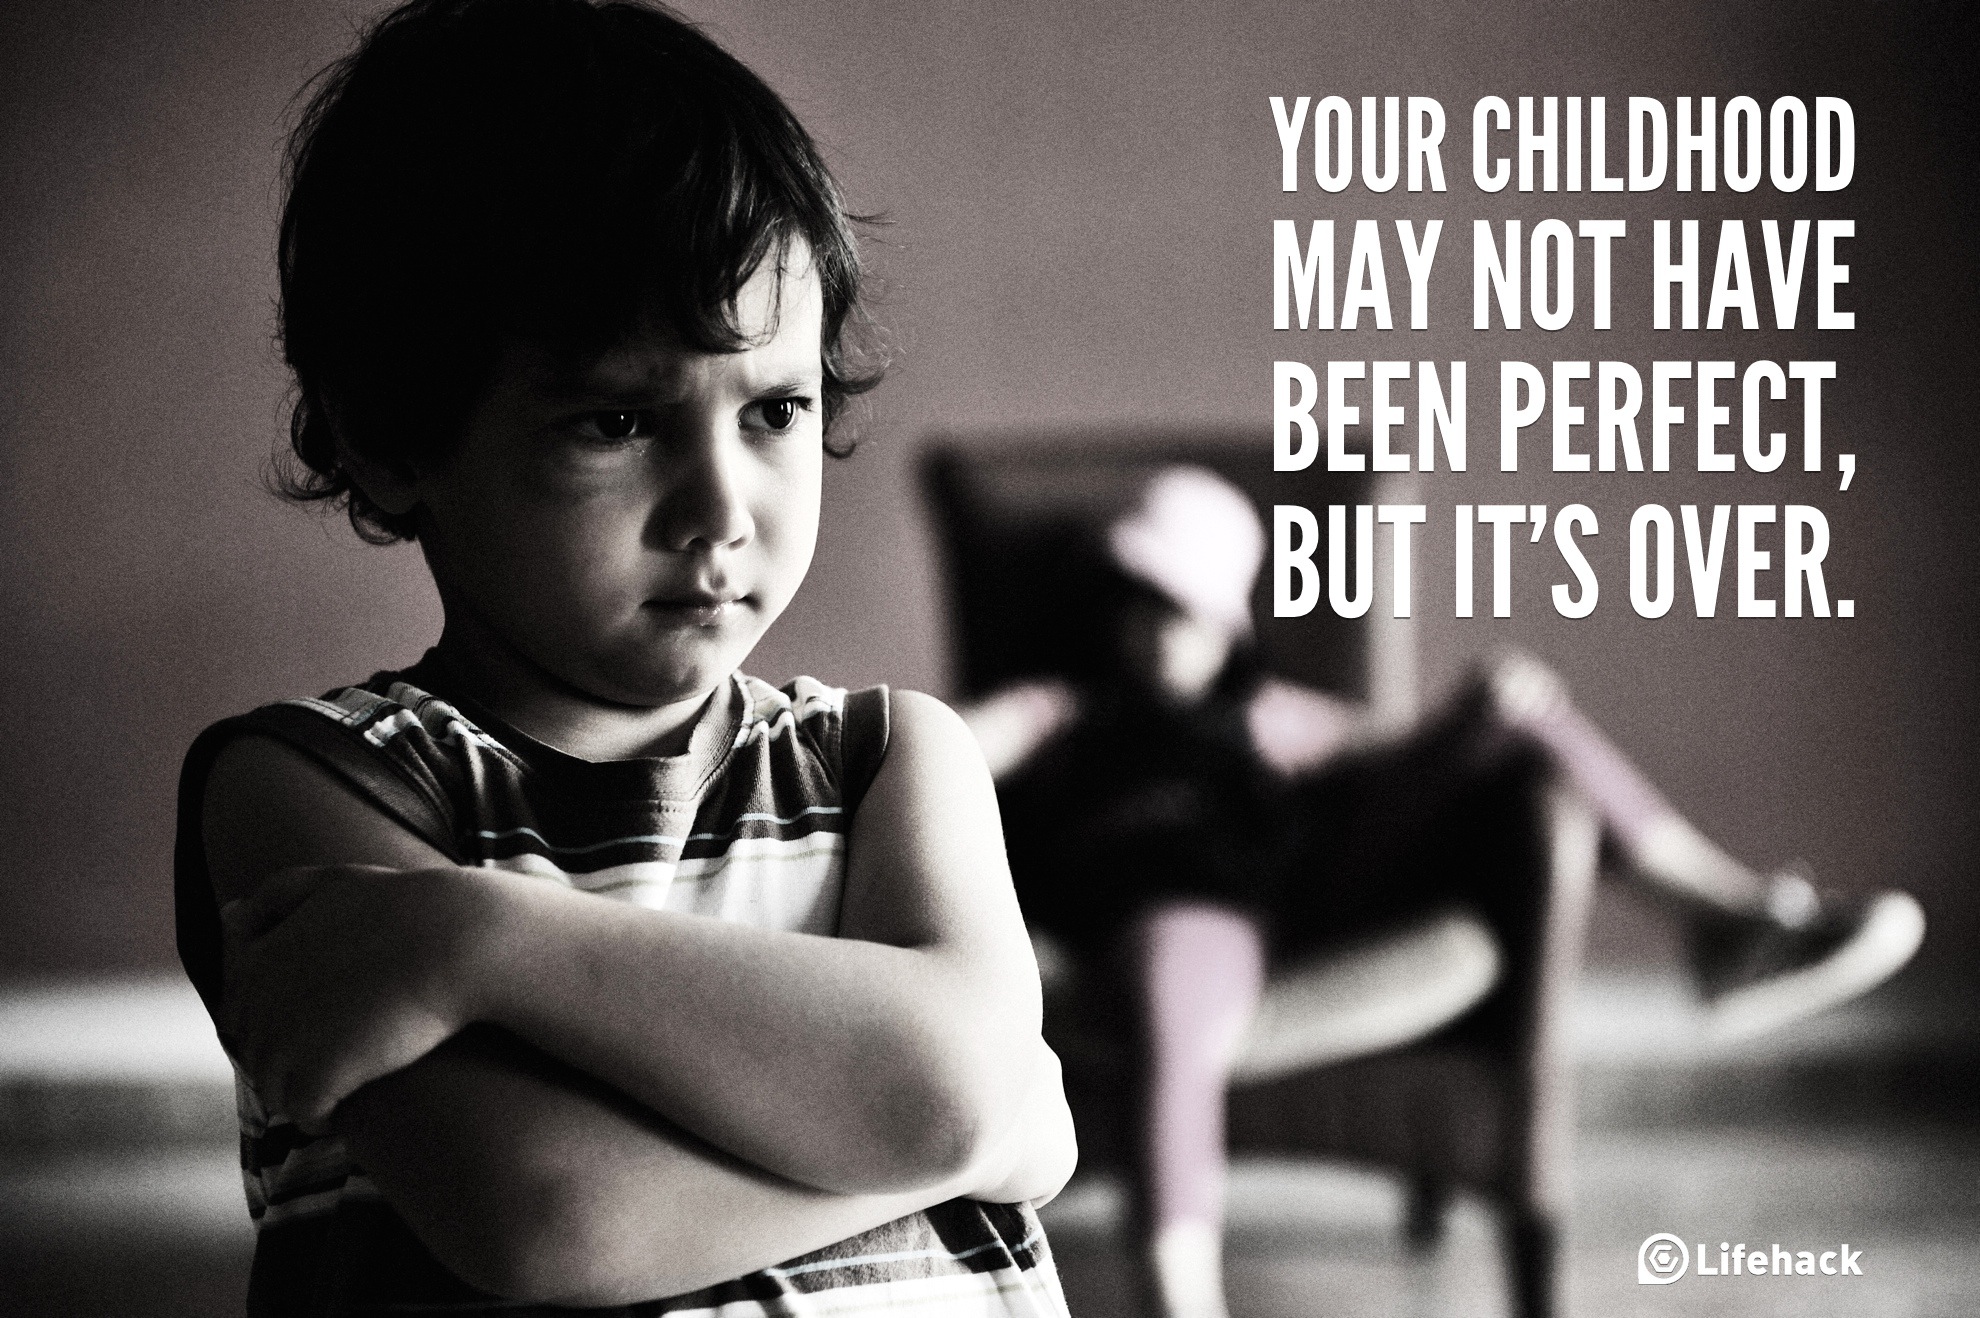 YOUR CHILDHOOD
MAY NOT HAVE
BEEN PERFECT,
BUT IT'S OVER.
Lifehack